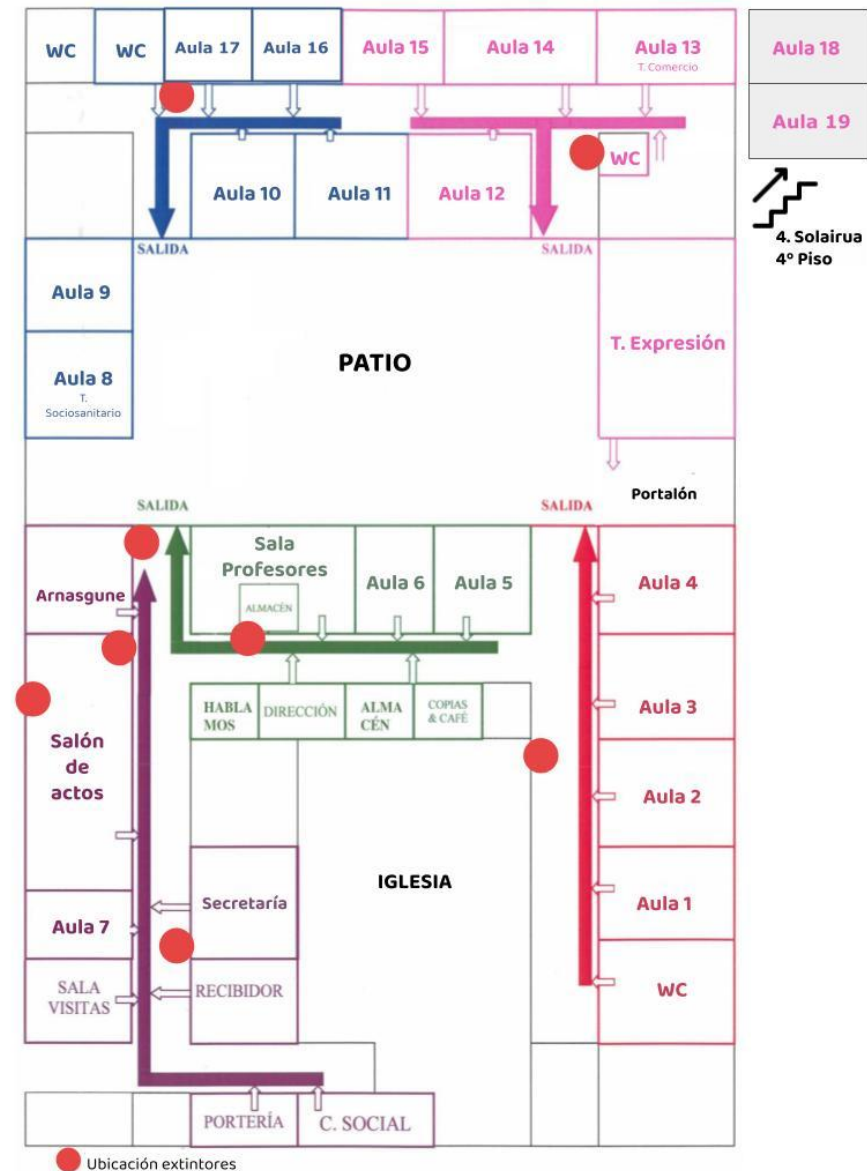 WC
WC
Aula 17
Aula 16
Aula 15
Aula 14
Aula 13
T. Comercio
Aula 18
Aula 19
4. Solairua
4º Piso
WC
Aula 10
Aula 11
Aula 12
SALIDA
SALIDA
Aula 9
Aula 8
T.
Sociosanitario
PATIO
T. Expresión
Portalón
SALIDA
SALIDA
Arnasgune
Sala
Profesores
ALMACÉN
Aula 6
Aula 5
Aula 4
HABLA
MOS
DIRECCIÓN
ALMA
CÉN
COPIAS
& CAFÉ
Aula 3
Salón
de
actos
Aula 2
IGLESIA
Secretaría
Aula 1
Aula 7
SALA
VISITAS
RECIBIDOR
WC
PORTERÍA
C. SOCIAL
Ubicación extintores